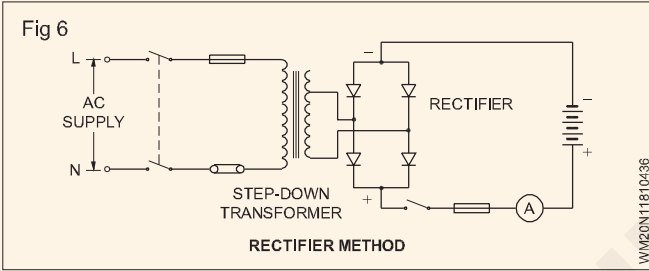 Fig 6
L
AC
SUPPLY
N
STEP-DOWN
TRANSFORMER
−
RECTIFIER
+
−
+
A
RECTIFIER METHOD
WM20N11810436